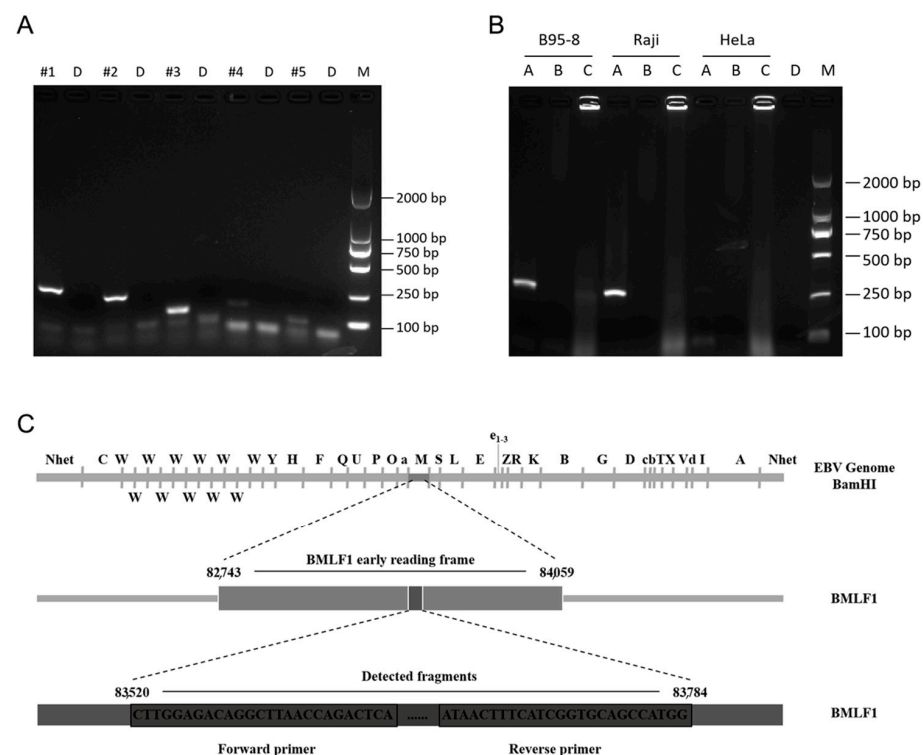 A
#1 D #2 D #3 D #4 D #5 D M
2000 bp
1000 bp
750 bp
500 bp
250 bp
100 bp
B
B95-8 Raji HeLa
A B C A B C A B C D M
2000 bp
1000 bp
750 bp
500 bp
250 bp
100 bp
C
e1-3
Nhet C W W W W W W Y H F Q U P O a M S L E Z R K B G D c b T X V d I A Nhet
W W W W W
EBV Genome
BamHI
BMLF1 early reading frame
82,743 84,059
BMLF1
Detected fragments
83,520 83,784
CTTGGAGACAGGCTTAACCAGACTCA ...... ATAACTTTCATCGGTGCAGCCATGG
BMLF1
Forward primer Reverse primer